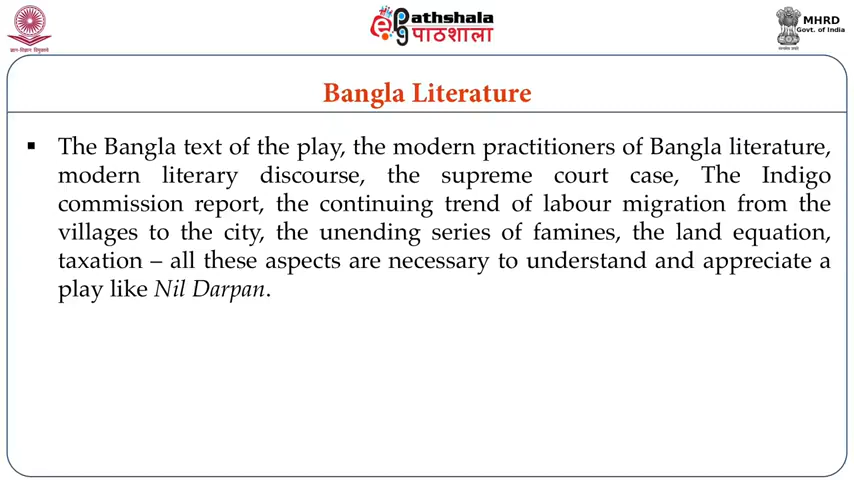 ePathshala
पाठशाला
MHRD
Govt. of India
Bangla Literature
▪ The Bangla text of the play, the modern practitioners of Bangla literature,
modern literary discourse, the supreme court case, The Indigo
commission report, the continuing trend of labour migration from the
villages to the city, the unending series of famines, the land equation,
taxation – all these aspects are necessary to understand and appreciate a
play like Nil Darpan.